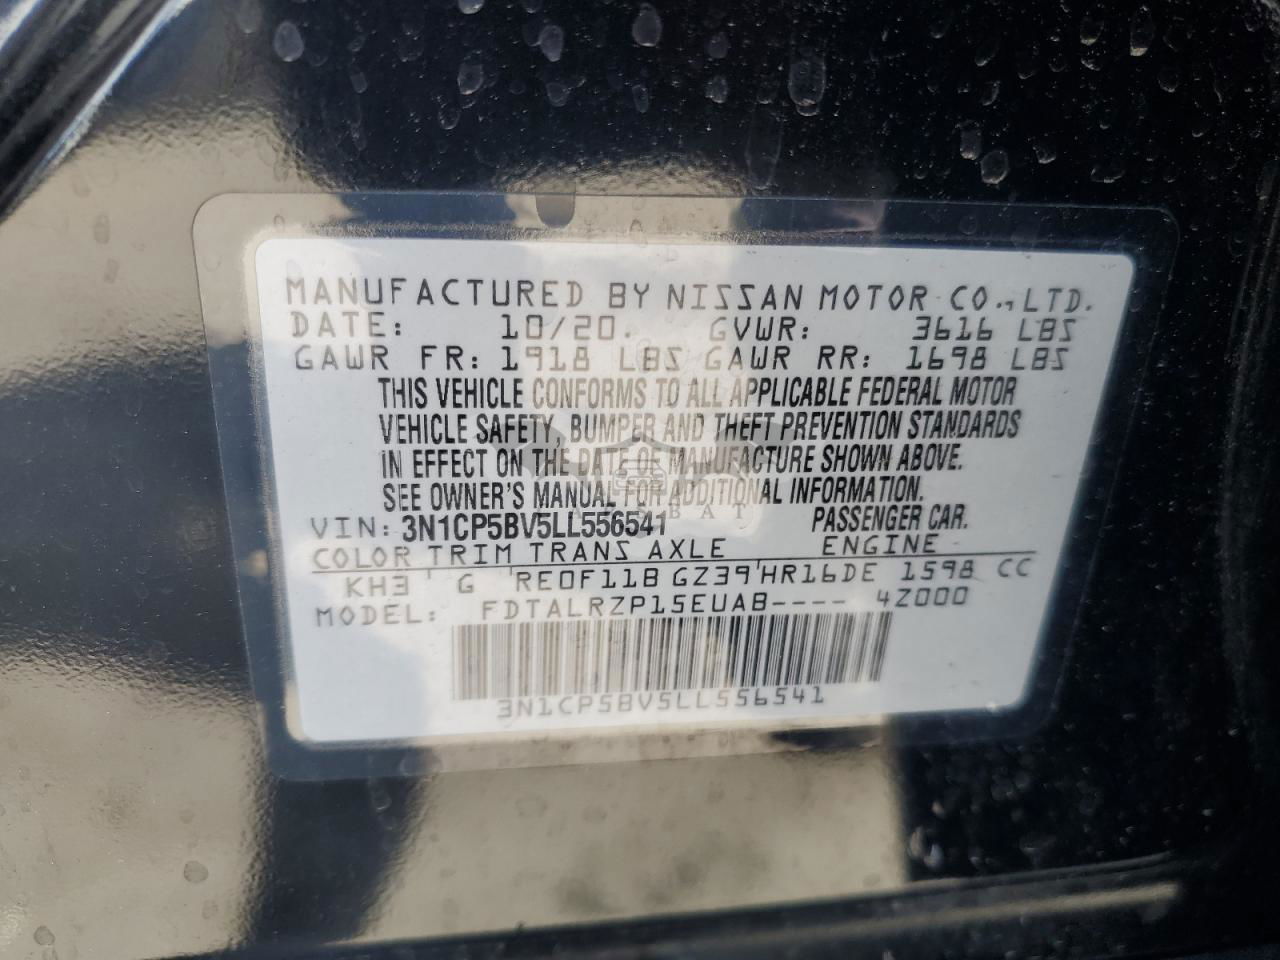 MANUFACTURED BY NISSAN MOTOR CO., LTD.
DATE: 10/20. GVWR: 3616 LBS
GAWR FR: 1918 LBS GAWR RR: 1698 LBS
THIS VEHICLE CONFORMS TO ALL APPLICABLE FEDERAL MOTOR
VEHICLE SAFETY, BUMPER AND THEFT PREVENTION STANDARDS
IN EFFECT ON THE DATE OF MANUFACTURE SHOWN ABOVE.
SEE OWNER'S MANUAL FOR ADDITIONAL INFORMATION.
VIN: 3N1CP5BV5LL556541 PASSENGER CAR.
COLOR TRIM TRANS AXLE ENGINE
KH3 G RE0F11B GZ39 HR16DE 1598 CC
MODEL: FDTALRZP15EUAB---- 4Z000
3N1CP5BV5LL556541